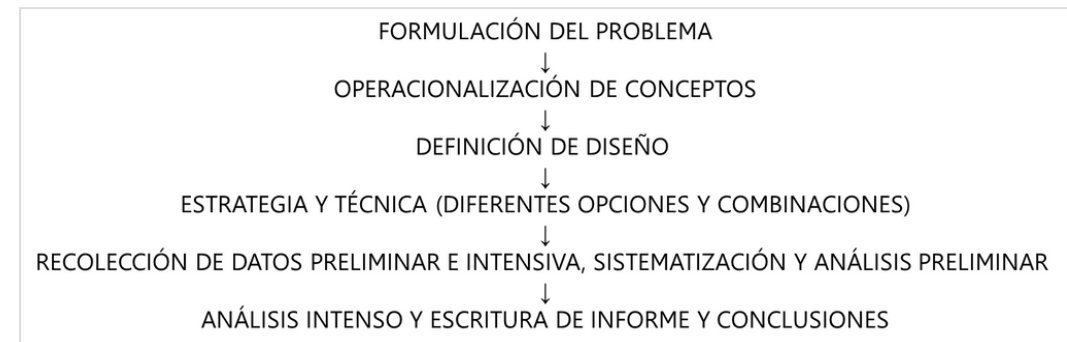 FORMULACIÓN DEL PROBLEMA
↓
OPERACIONALIZACIÓN DE CONCEPTOS
↓
DEFINICIÓN DE DISEÑO
↓
ESTRATEGIA Y TÉCNICA (DIFERENTES OPCIONES Y COMBINACIONES)
↓
RECOLECCIÓN DE DATOS PRELIMINAR E INTENSIVA, SISTEMATIZACIÓN Y ANÁLISIS PRELIMINAR
↓
ANÁLISIS INTENSO Y ESCRITURA DE INFORME Y CONCLUSIONES